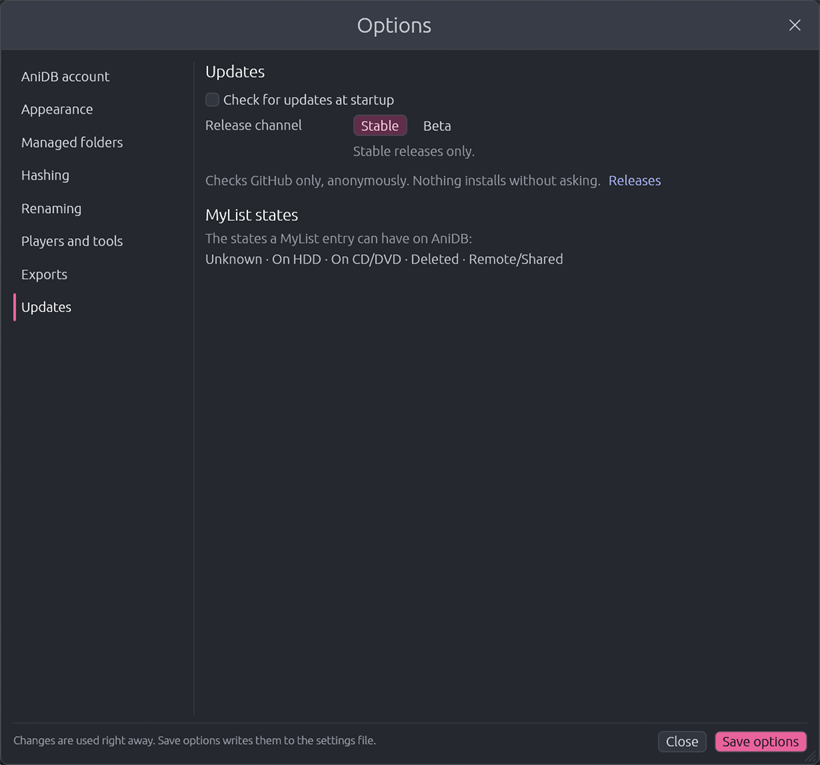 Options
AniDB account
Appearance
Managed folders
Hashing
Renaming
Players and tools
Exports
Updates
Updates
Check for updates at startup
Release channel Stable Beta
Stable releases only.
Checks GitHub only, anonymously. Nothing installs without asking. Releases
MyList states
The states a MyList entry can have on AniDB:
Unknown · On HDD · On CD/DVD · Deleted · Remote/Shared
Changes are used right away. Save options writes them to the settings file.
Close Save options